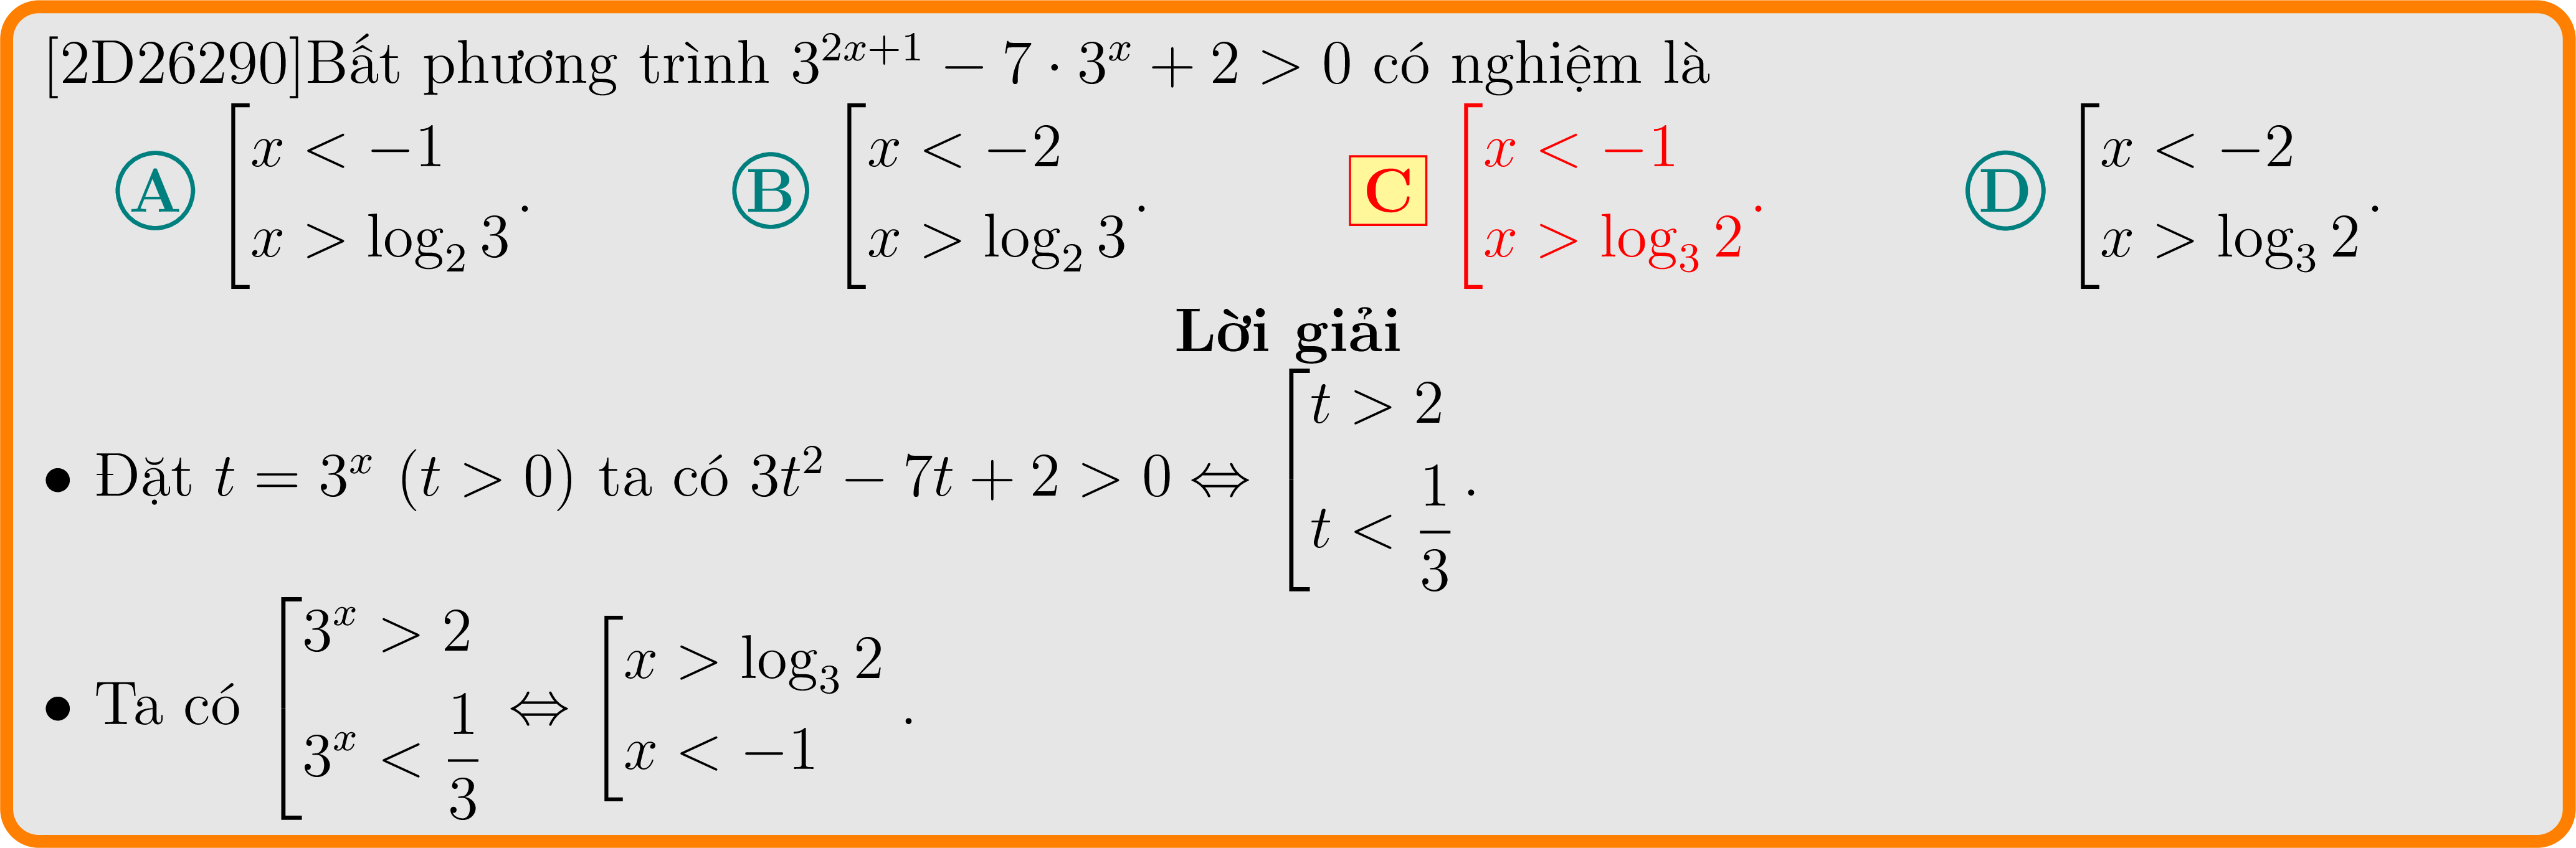 [2D26290]Bất phương trình $3^{2x+1} - 7 \cdot 3^x + 2 > 0$ có nghiệm là
A $\left[\begin{array}{l} x < -1 \\ x > \log_2 3 \end{array}\right.$. B $\left[\begin{array}{l} x < -2 \\ x > \log_2 3 \end{array}\right.$. C $\left[\begin{array}{l} x < -1 \\ x > \log_3 2 \end{array}\right.$. D $\left[\begin{array}{l} x < -2 \\ x > \log_3 2 \end{array}\right.$.
Lời giải
• Đặt $t = 3^x \ (t > 0)$ ta có $3t^2 - 7t + 2 > 0 \Leftrightarrow \left[\begin{array}{l} t > 2 \\ t < \dfrac{1}{3} \end{array}\right.$.
• Ta có $\left[\begin{array}{l} 3^x > 2 \\ 3^x < \dfrac{1}{3} \end{array}\right. \Leftrightarrow \left[\begin{array}{l} x > \log_3 2 \\ x < -1 \end{array}\right.$.